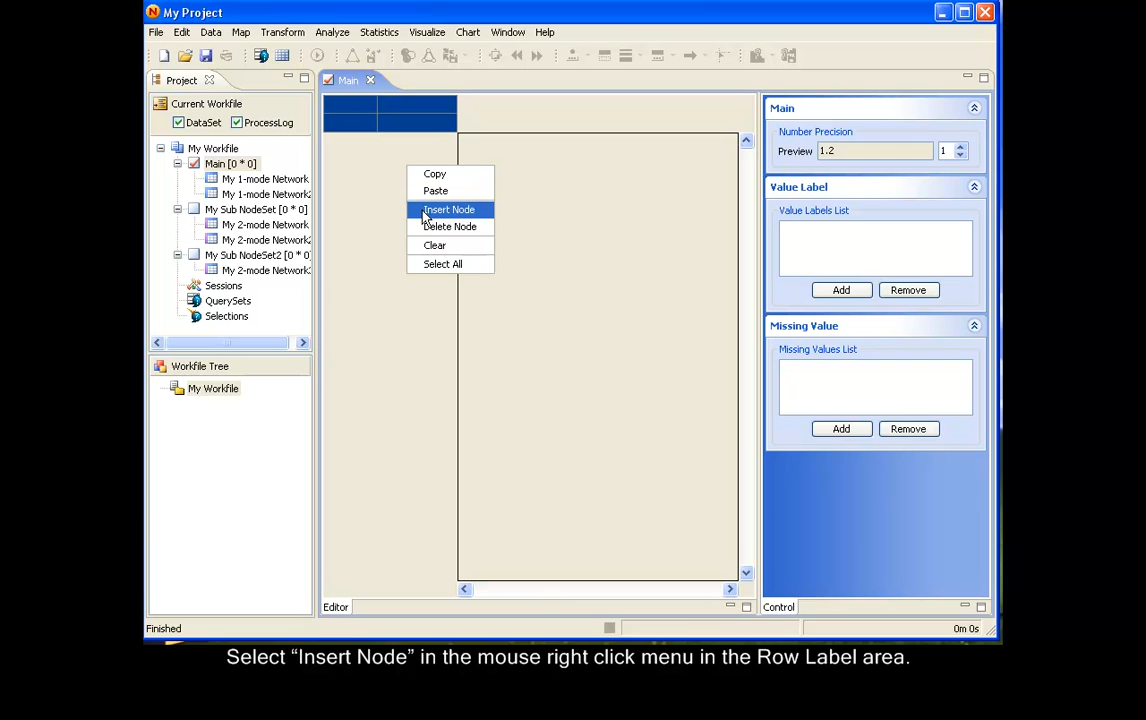 My Project
File Edit Data Map Transform Analyze Statistics Visualize Chart Window Help
Project
Main
Current Workfile
DataSet ProcessLog
My Workfile
Main [0 * 0]
My 1-mode Network
My 1-mode Network2
My Sub NodeSet [0 * 0]
My 2-mode Network
My 2-mode Network2
My Sub NodeSet2 [0 * 0]
My 2-mode Network3
Sessions
QuerySets
Selections
Workfile Tree
My Workfile
Copy
Paste
Insert Node
Delete Node
Clear
Select All
Editor
Main
Number Precision
Preview 1.2 1
Value Label
Value Labels List
Add Remove
Missing Value
Missing Values List
Add Remove
Control
Finished 0m 0s
Select “Insert Node” in the mouse right click menu in the Row Label area.